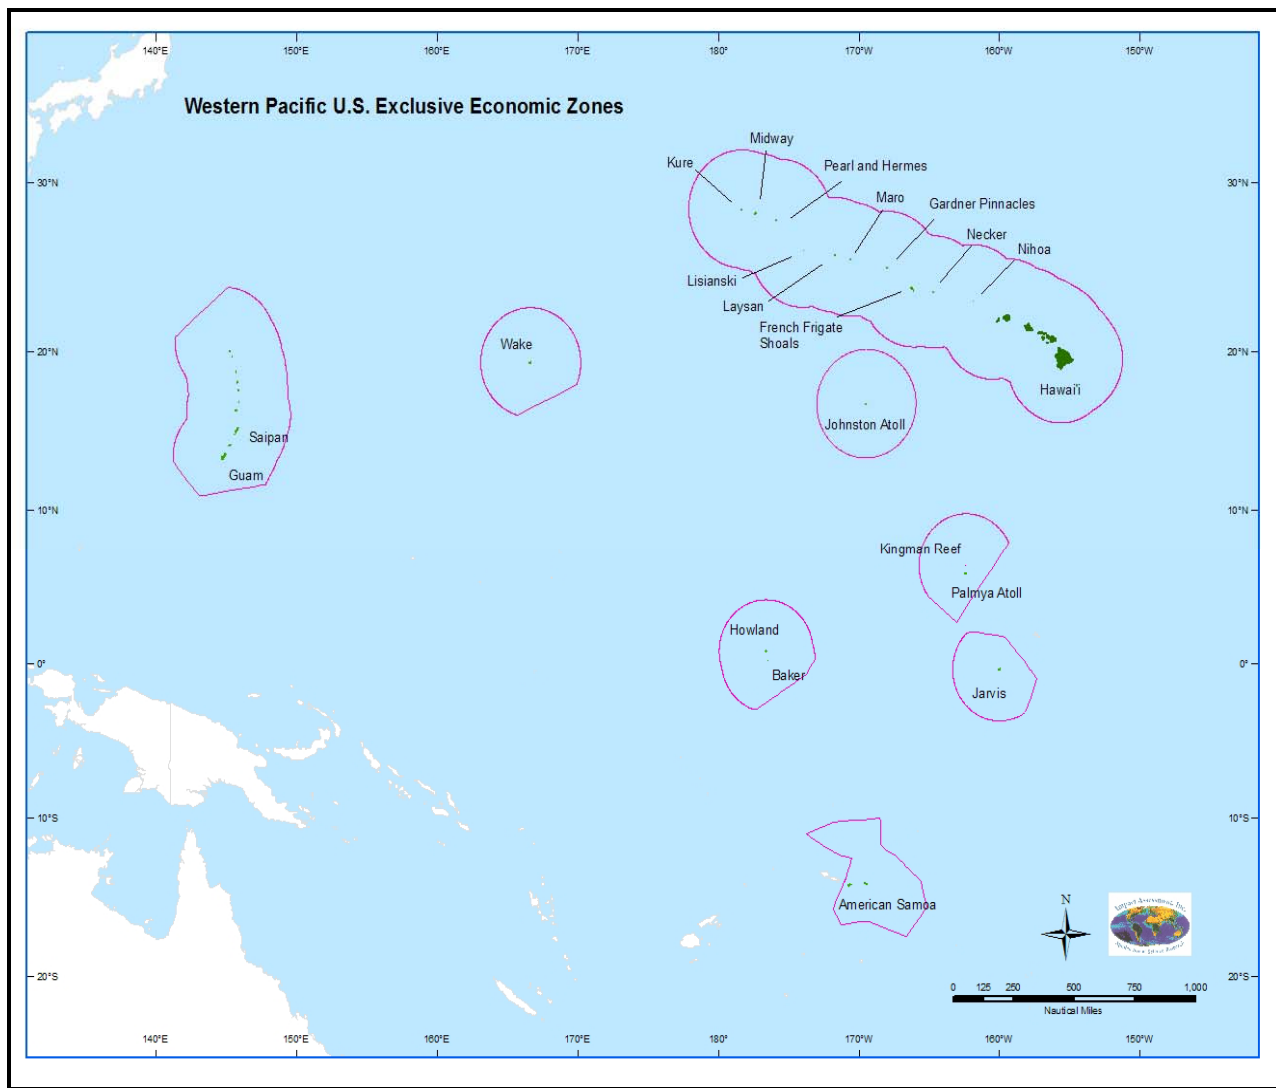 140°E 150°E 160°E 170°E 180° 170°W 160°W 150°W
Western Pacific U.S. Exclusive Economic Zones
Midway
Kure
Pearl and Hermes
30°N 30°N
Maro
Gardner Pinnacles
Necker
Nihoa
Lisianski
Laysan
French Frigate
Shoals
Wake
20°N 20°N
Hawai'i
Johnston Atoll
Saipan
Guam
10°N 10°N
Kingman Reef
Palmya Atoll
Howland
0° 0°
Baker
Jarvis
10°S 10°S
American Samoa
N
Impact Assessment, Inc.
20°S 20°S
0 125 250 500 750 1,000
Nautical Miles
140°E 150°E 160°E 170°E 180° 170°W 160°W 150°W